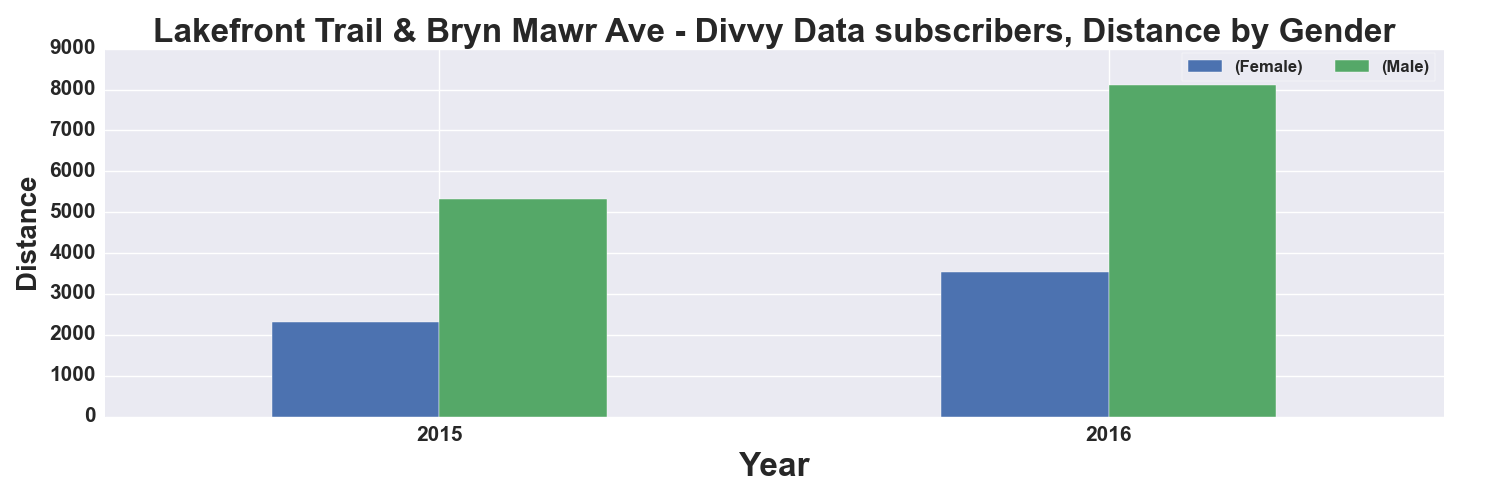 Lakefront Trail & Bryn Mawr Ave - Divvy Data subscribers, Distance by Gender
(Female) (Male)
Distance
9000
8000
7000
6000
5000
4000
3000
2000
1000
0
2015 2016
Year